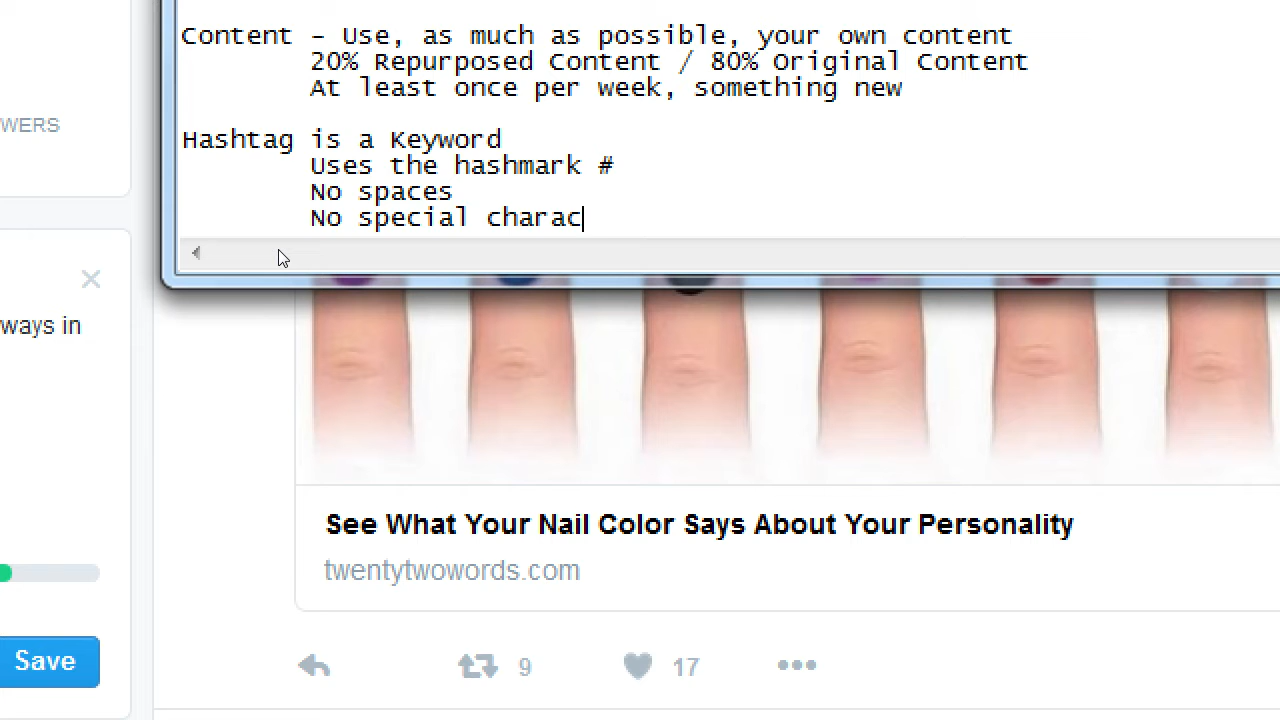 Content – Use, as much as possible, your own content
20% Repurposed Content / 80% Original Content
At least once per week, something new
WERS
Hashtag is a Keyword
Uses the hashmark #
No spaces
No special charac
ways in
See What Your Nail Color Says About Your Personality
twentytwowords.com
Save
9
17